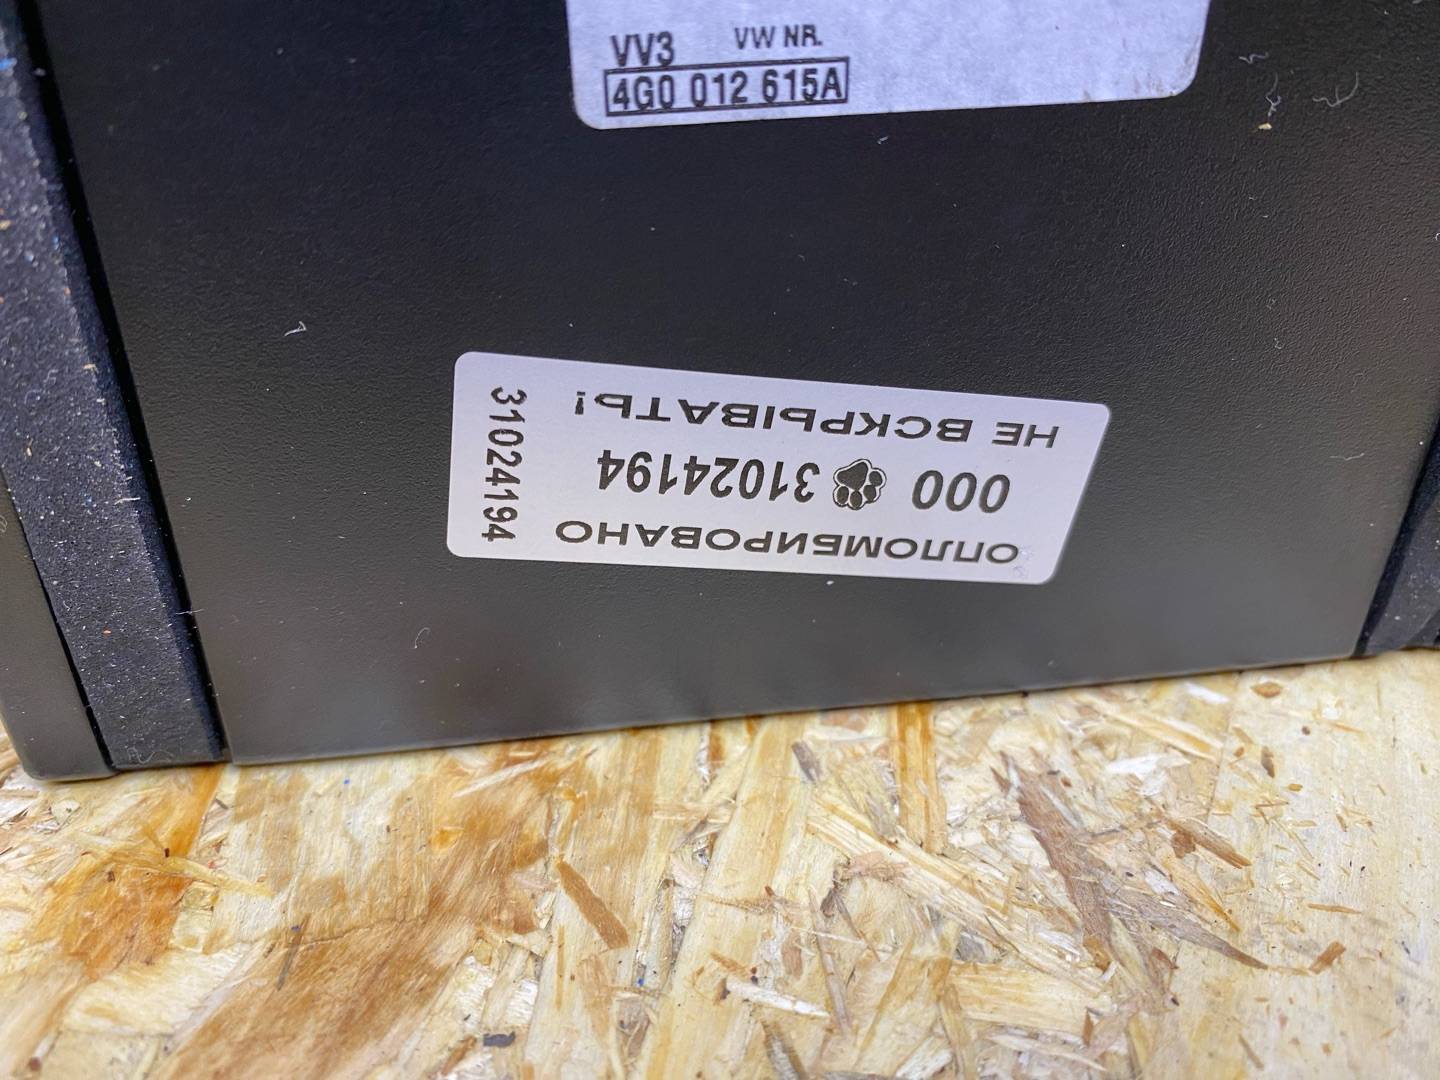 VV3 VW NR.
4G0 012 615A
ОПЛОМБИРОВАНО
000 31024194
НЕ ВСКРЫВАТЬ!
31024194